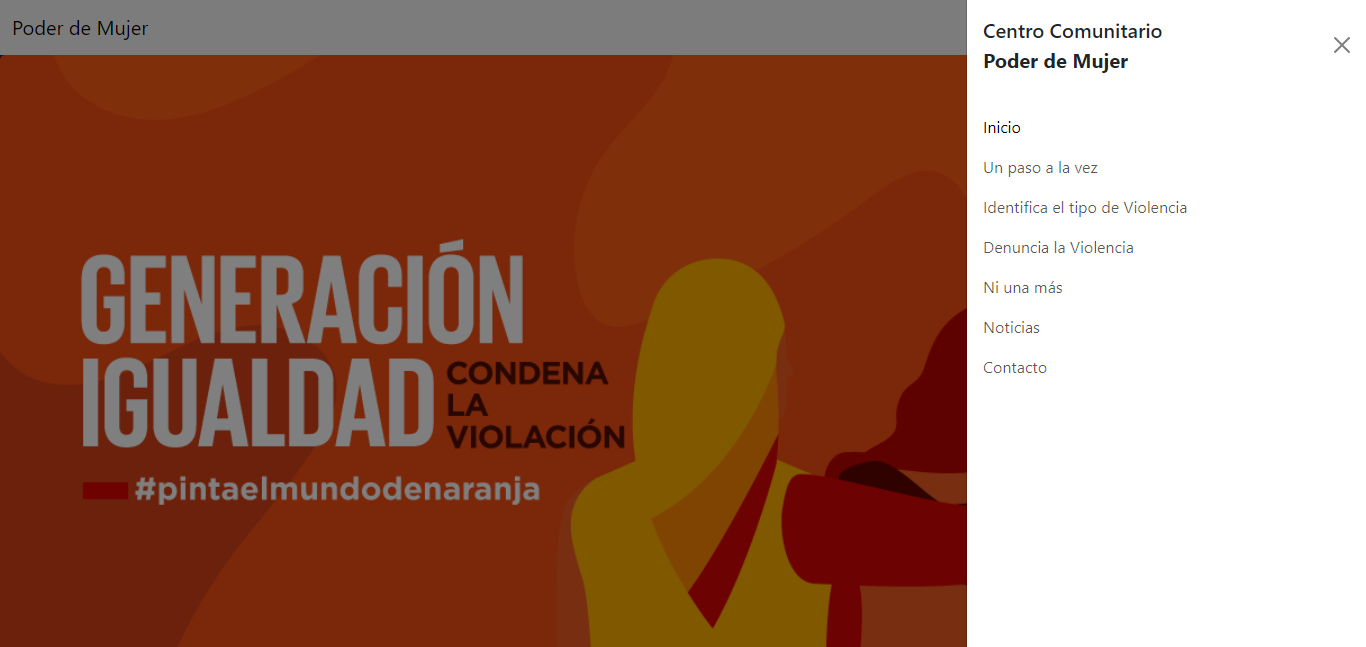 Poder de Mujer
GENERACIÓN
IGUALDAD
CONDENA
LA
VIOLACIÓN
#pintaelmundodenaranja
Centro Comunitario
Poder de Mujer
Inicio
Un paso a la vez
Identifica el tipo de Violencia
Denuncia la Violencia
Ni una más
Noticias
Contacto